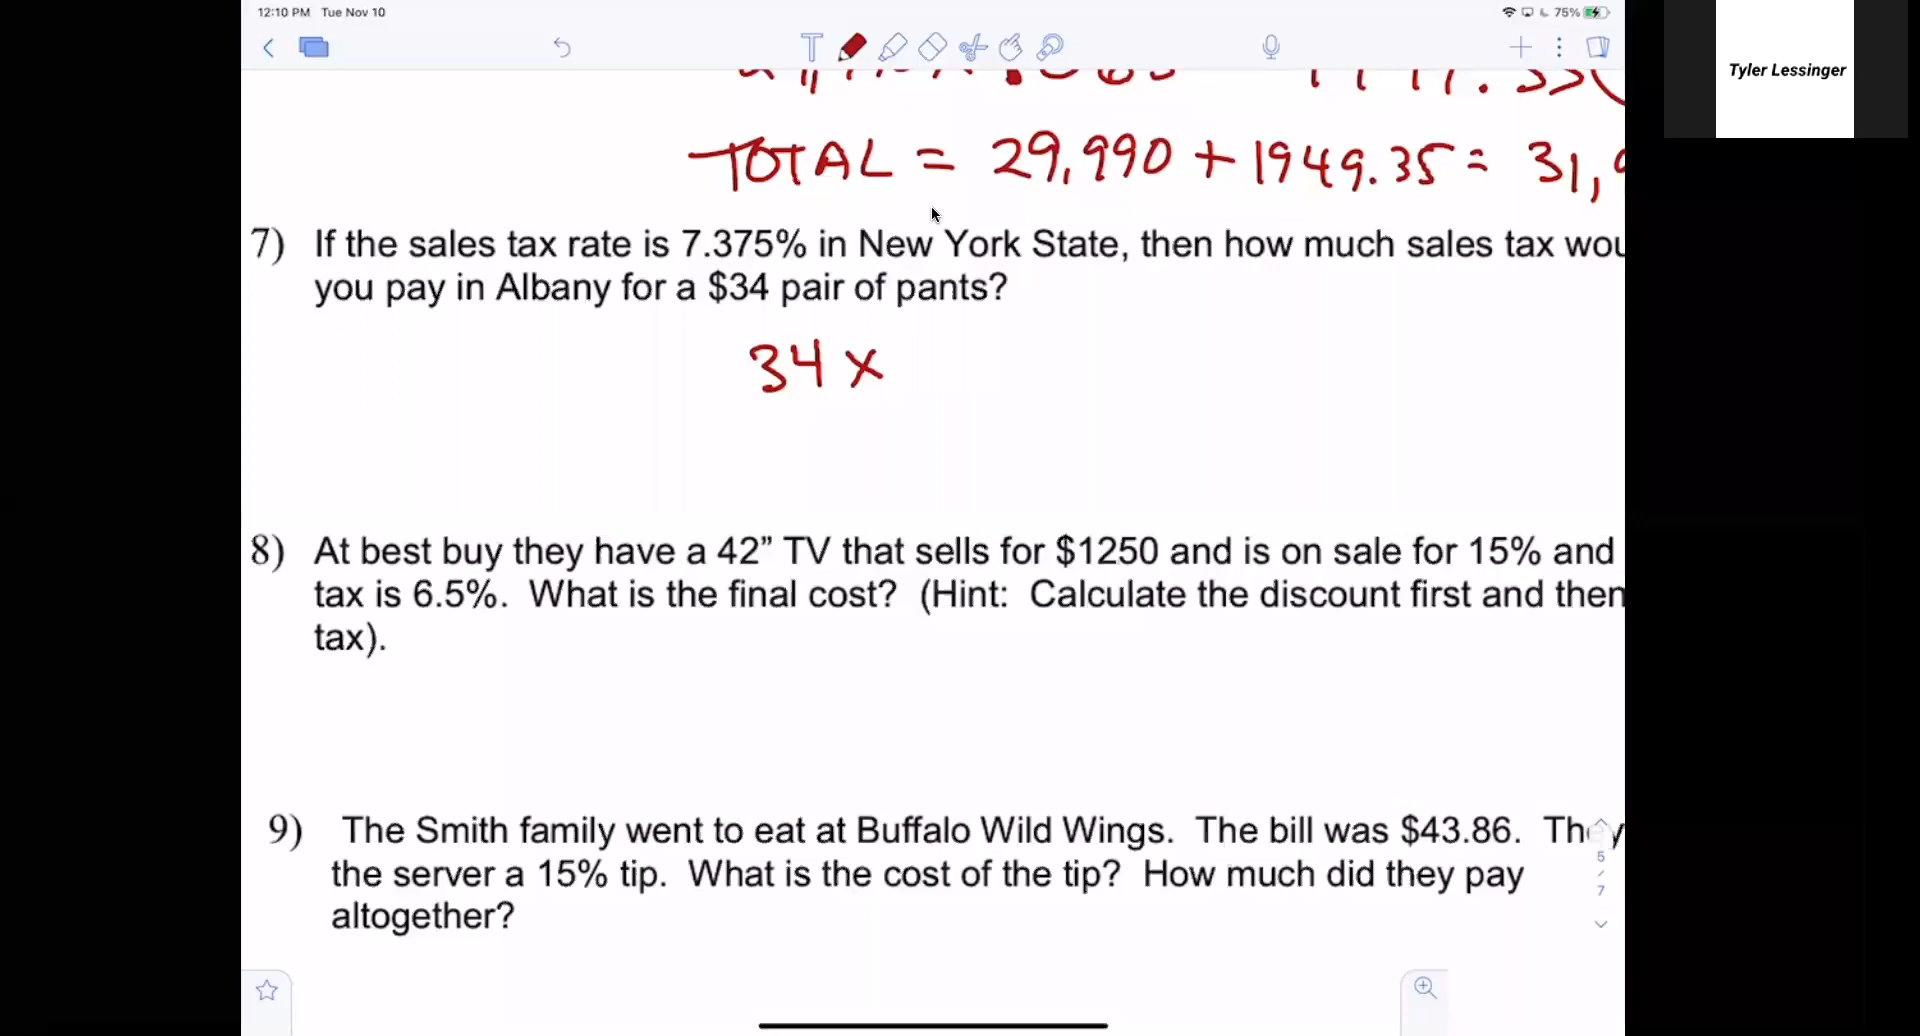 12:10 PM Tue Nov 10
75%
Tyler Lessinger
TOTAL = 29,990 + 1949.35 = 31,9
7) If the sales tax rate is 7.375% in New York State, then how much sales tax wou
you pay in Albany for a $34 pair of pants?
34 x
8) At best buy they have a 42” TV that sells for $1250 and is on sale for 15% and
tax is 6.5%. What is the final cost? (Hint: Calculate the discount first and then
tax).
9) The Smith family went to eat at Buffalo Wild Wings. The bill was $43.86. They
the server a 15% tip. What is the cost of the tip? How much did they pay
altogether?
5
/
7